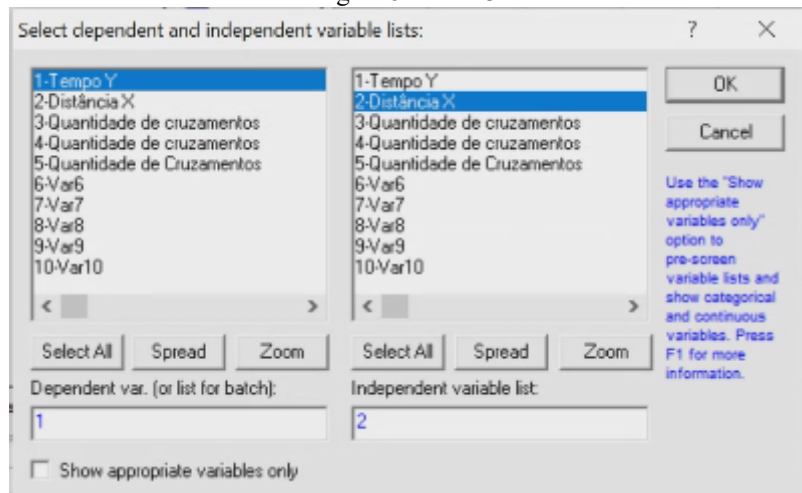 Select dependent and independent variable lists:
1-Tempo Y
2-Distância X
3-Quantidade de cruzamentos
4-Quantidade de cruzamentos
5-Quantidade de Cruzamentos
6-Var6
7-Var7
8-Var8
9-Var9
10-Var10
Select All Spread Zoom
Dependent var. (or list for batch):
1
1-Tempo Y
2-Distância X
3-Quantidade de cruzamentos
4-Quantidade de cruzamentos
5-Quantidade de Cruzamentos
6-Var6
7-Var7
8-Var8
9-Var9
10-Var10
Select All Spread Zoom
Independent variable list:
2
OK
Cancel
Use the "Show
appropriate
variables only"
option to
pre-screen
variable lists and
show categorical
and continuous
variables. Press
F1 for more
information.
Show appropriate variables only